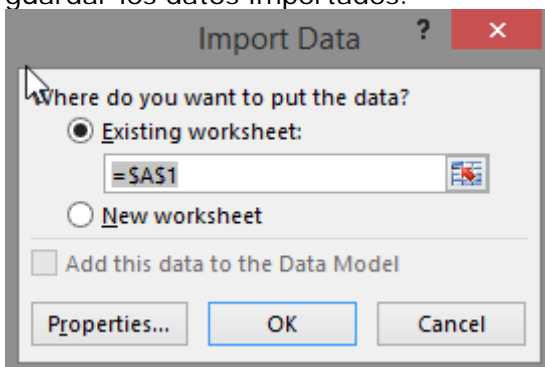 guardar los datos importados.
Import Data ? ×
Where do you want to put the data?
Existing worksheet:
=$A$1
New worksheet
Add this data to the Data Model
Properties... OK Cancel